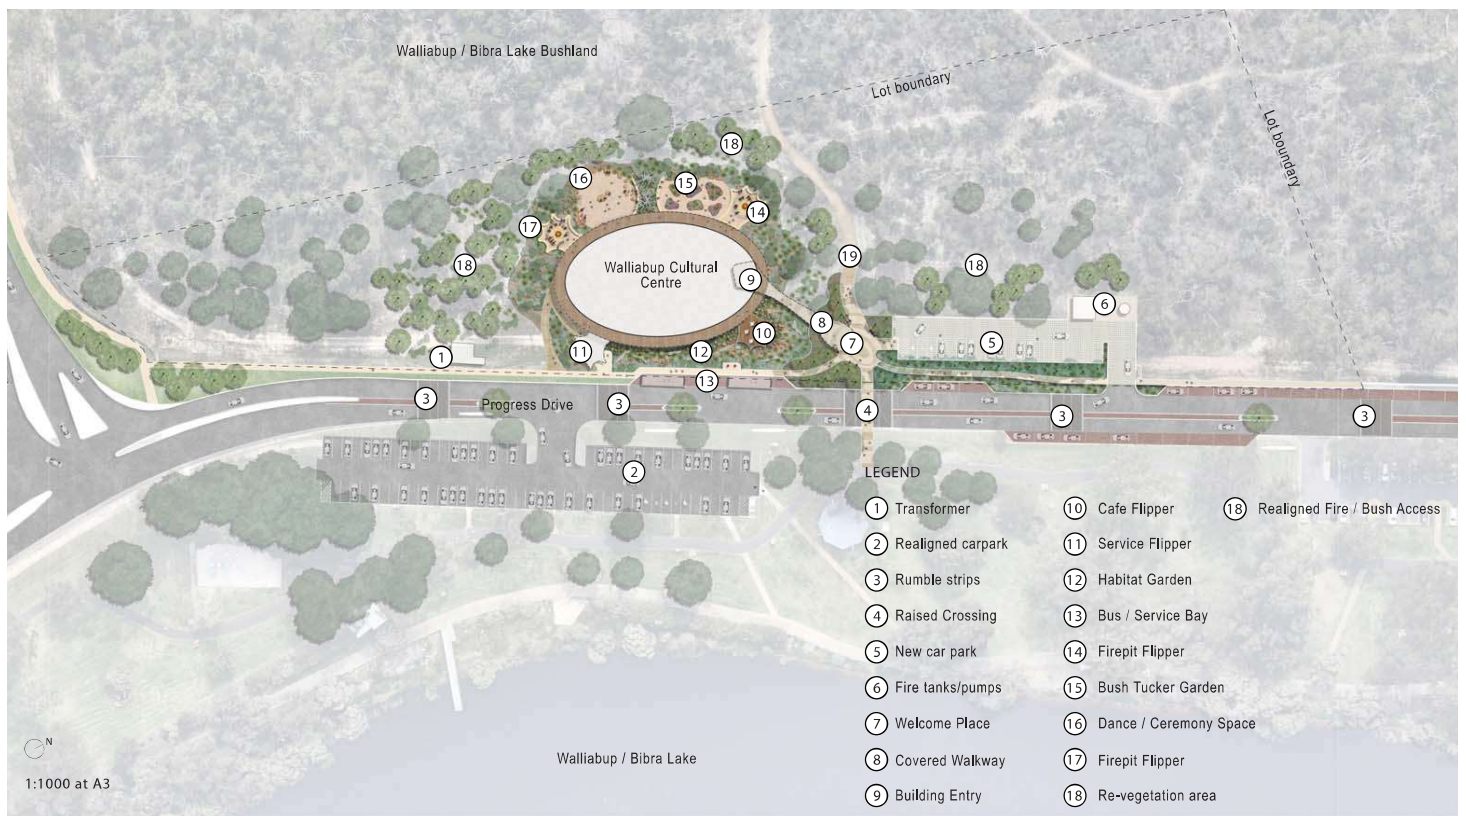 Walliabup / Bibra Lake Bushland
Lot boundary
Lot boundary
18
16
15
14
17
18
Walliabup Cultural
Centre
9
19
18
6
8
10
7
5
11
12
1
13
3
Progress Drive
3
4
3
3
2
LEGEND
1 Transformer
2 Realigned carpark
3 Rumble strips
4 Raised Crossing
5 New car park
6 Fire tanks/pumps
7 Welcome Place
8 Covered Walkway
9 Building Entry
10 Cafe Flipper
11 Service Flipper
12 Habitat Garden
13 Bus / Service Bay
14 Firepit Flipper
15 Bush Tucker Garden
16 Dance / Ceremony Space
17 Firepit Flipper
18 Re-vegetation area
18 Realigned Fire / Bush Access
Walliabup / Bibra Lake
N
1:1000 at A3